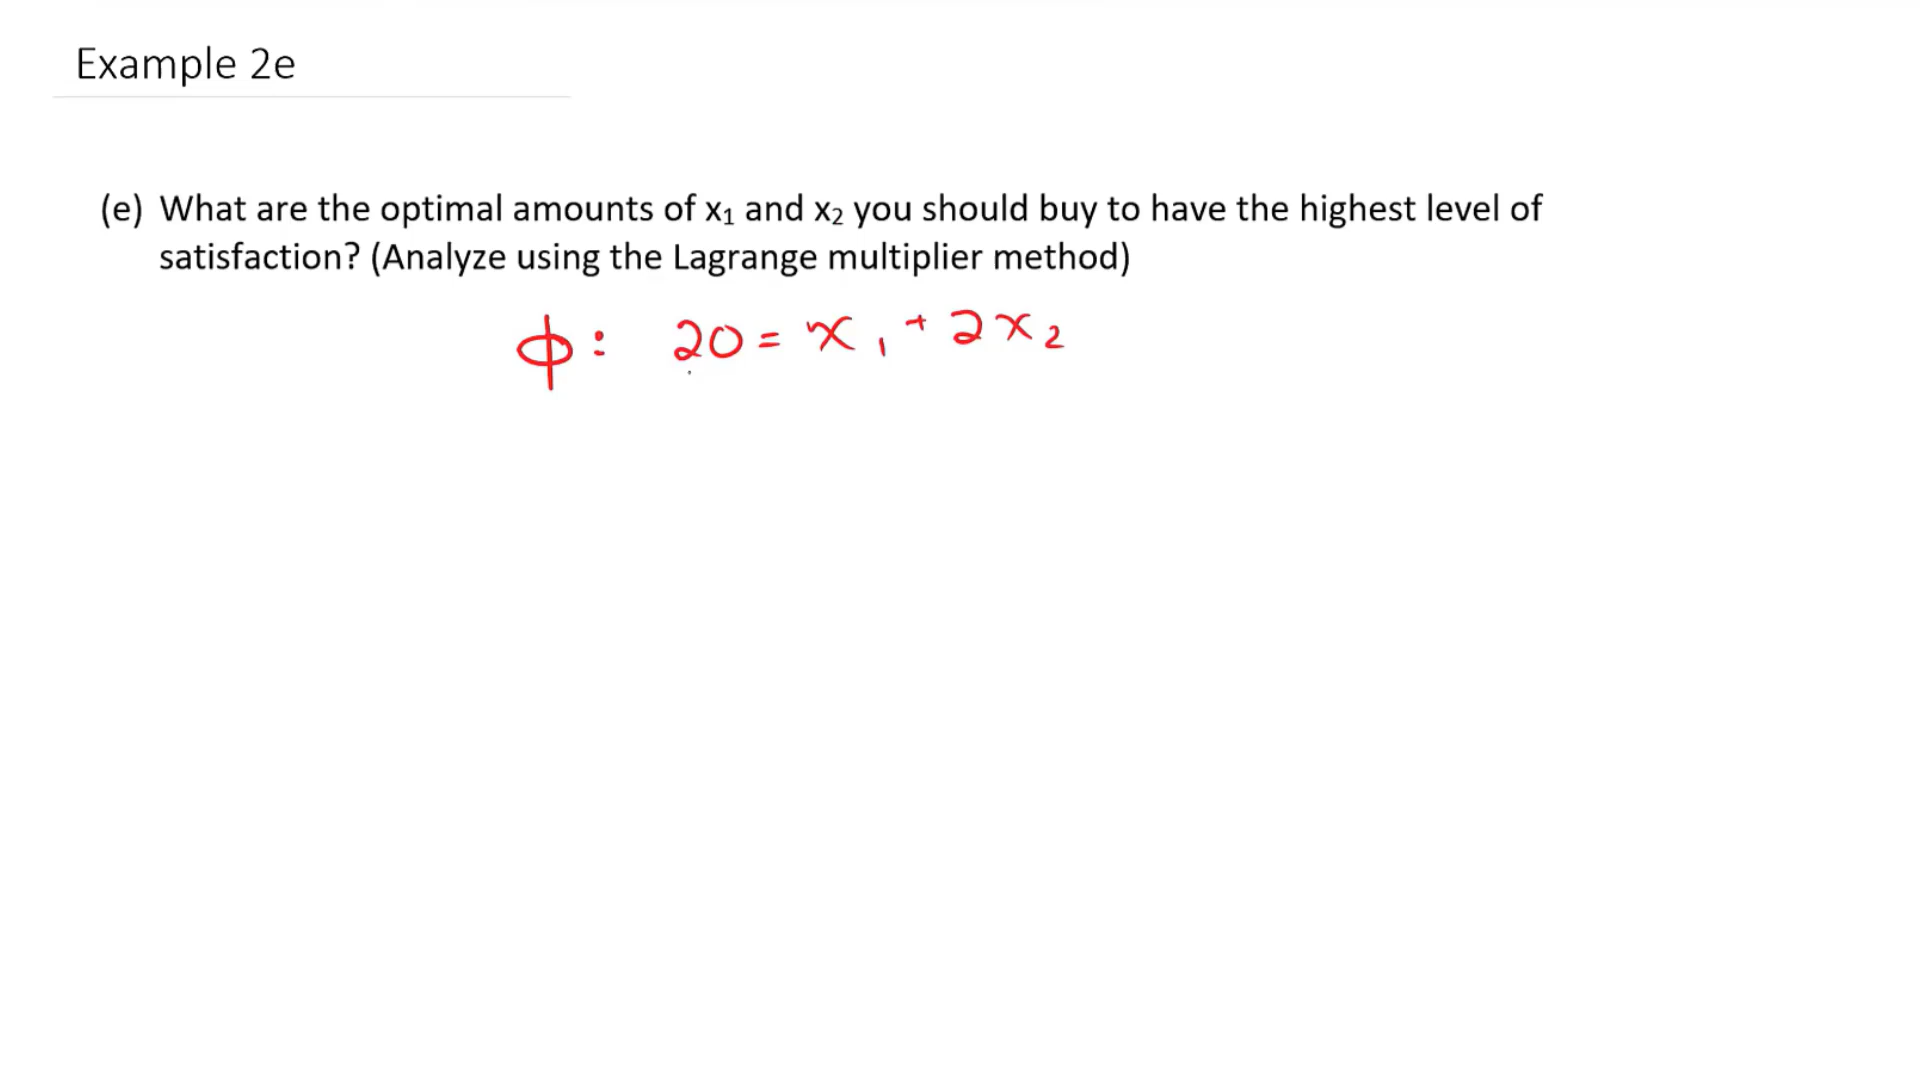 Example 2e
(e) What are the optimal amounts of x₁ and x₂ you should buy to have the highest level of
satisfaction? (Analyze using the Lagrange multiplier method)
ϕ: 20 = x₁ + 2x₂